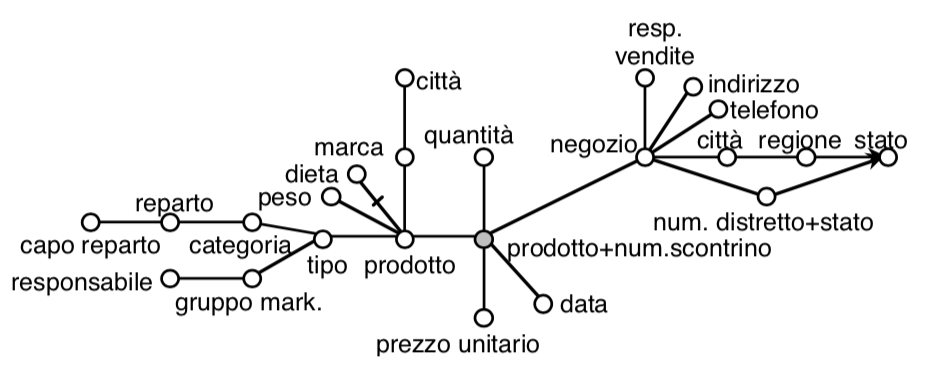 resp.
vendite
città
indirizzo
telefono
quantità
marca
negozio
città
regione
stato
dieta
peso
reparto
num. distretto+stato
capo reparto
categoria
prodotto+num.scontrino
tipo
prodotto
responsabile
gruppo mark.
data
prezzo unitario